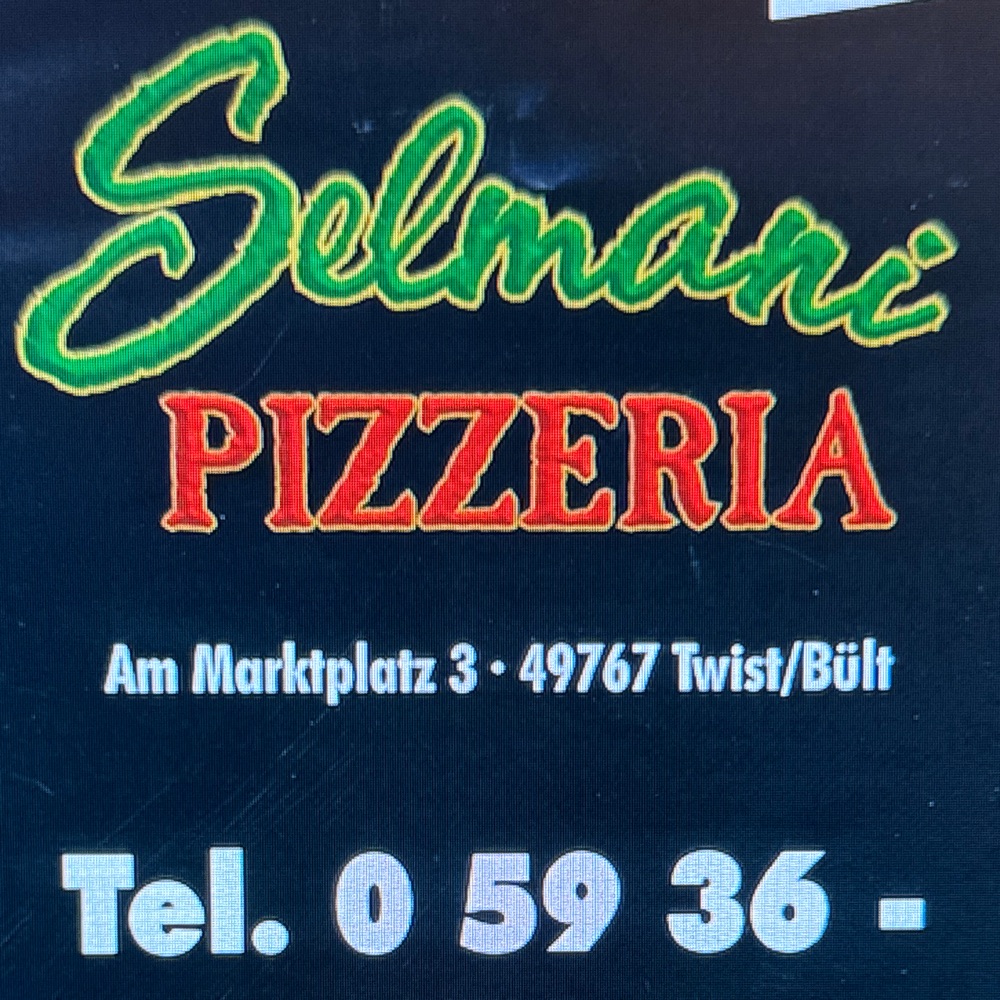 Selmani
PIZZERIA
Am Marktplatz 3 • 49767 Twist/Bült
Tel. 0 59 36 -